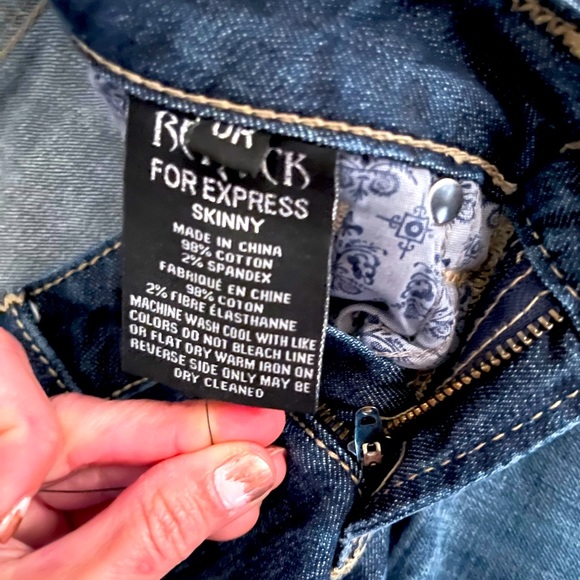 FOR EXPRESS
SKINNY
MADE IN CHINA
98% COTTON
2% SPANDEX
FABRIQUÉ EN CHINE
98% COTON
2% FIBRE ÉLASTHANNE
MACHINE WASH COOL WITH LIKE
COLORS DO NOT BLEACH LINE
OR FLAT DRY WARM IRON ON
REVERSE SIDE ONLY MAY BE
DRY CLEANED